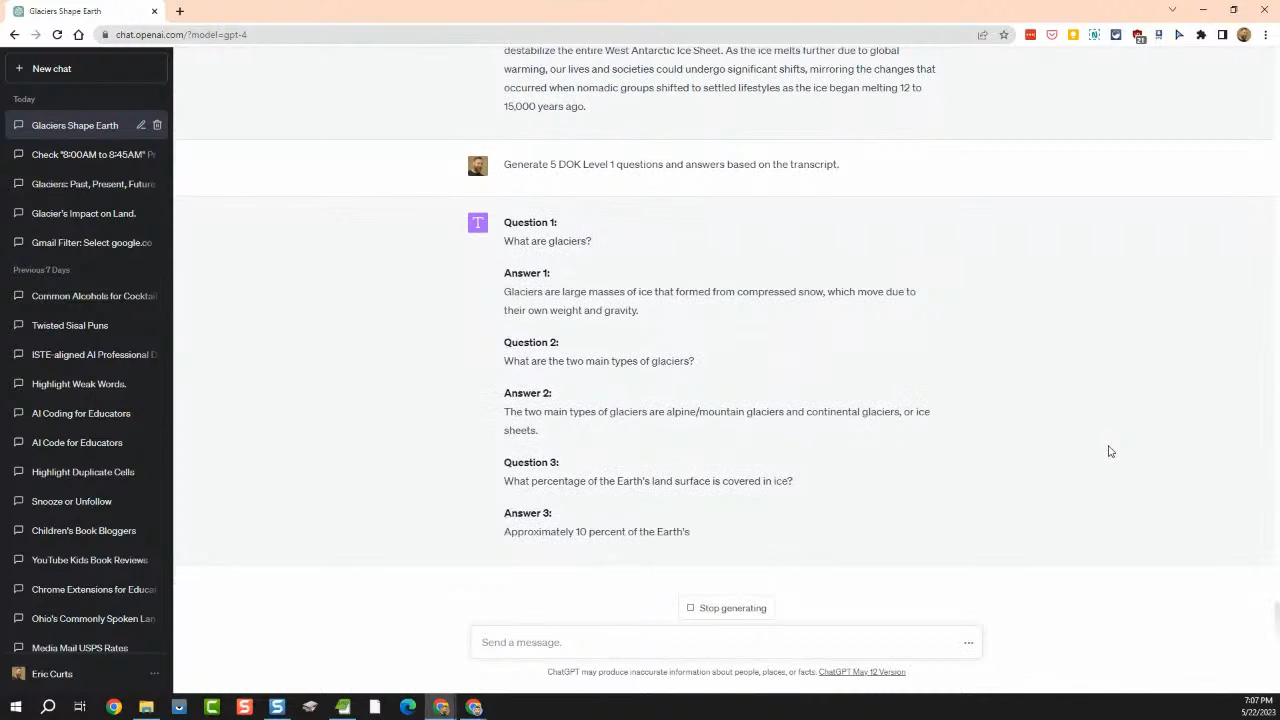 Glaciers Shape Earth
chat.openai.com/?model=gpt-4
21
New chat
Today
Glaciers Shape Earth
Check "8:00AM to 8:45AM" Pr
Glaciers: Past, Present, Future
Glacier's Impact on Land.
Gmail Filter: Select google.co
Previous 7 Days
Common Alcohols for Cocktail
Twisted Sisal Puns
ISTE-aligned AI Professional D
Highlight Weak Words.
AI Coding for Educators
AI Code for Educators
Highlight Duplicate Cells
Snooze or Unfollow
Children's Book Bloggers
YouTube Kids Book Reviews
Chrome Extensions for Educat
Ohio's Commonly Spoken Lan
Media Mail USPS Rates
Eric Curts
destabilize the entire West Antarctic Ice Sheet. As the ice melts further due to global
warming, our lives and societies could undergo significant shifts, mirroring the changes that
occurred when nomadic groups shifted to settled lifestyles as the ice began melting 12 to
15,000 years ago.
Generate 5 DOK Level 1 questions and answers based on the transcript.
T
Question 1:
What are glaciers?
Answer 1:
Glaciers are large masses of ice that formed from compressed snow, which move due to
their own weight and gravity.
Question 2:
What are the two main types of glaciers?
Answer 2:
The two main types of glaciers are alpine/mountain glaciers and continental glaciers, or ice
sheets.
Question 3:
What percentage of the Earth's land surface is covered in ice?
Answer 3:
Approximately 10 percent of the Earth's
Stop generating
Send a message.
ChatGPT may produce inaccurate information about people, places, or facts. ChatGPT May 12 Version
7:07 PM
5/22/2023